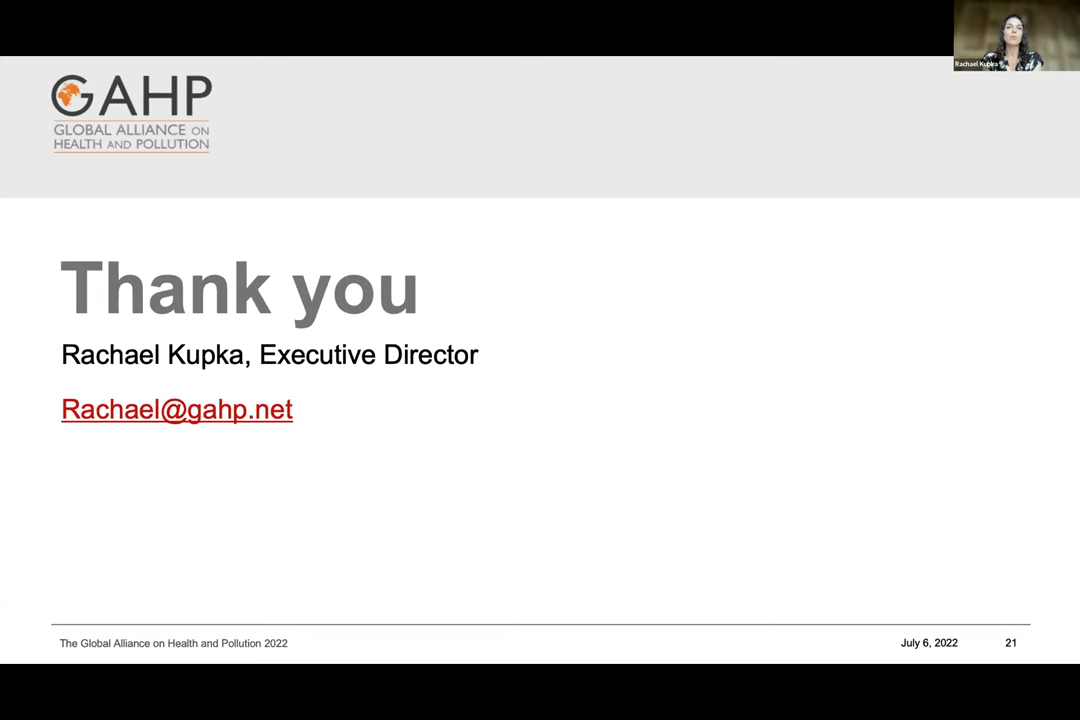 Rachael Kupka
GAHP
GLOBAL ALLIANCE ON
HEALTH AND POLLUTION
Thank you
Rachael Kupka, Executive Director
Rachael@gahp.net
The Global Alliance on Health and Pollution 2022
July 6, 2022
21